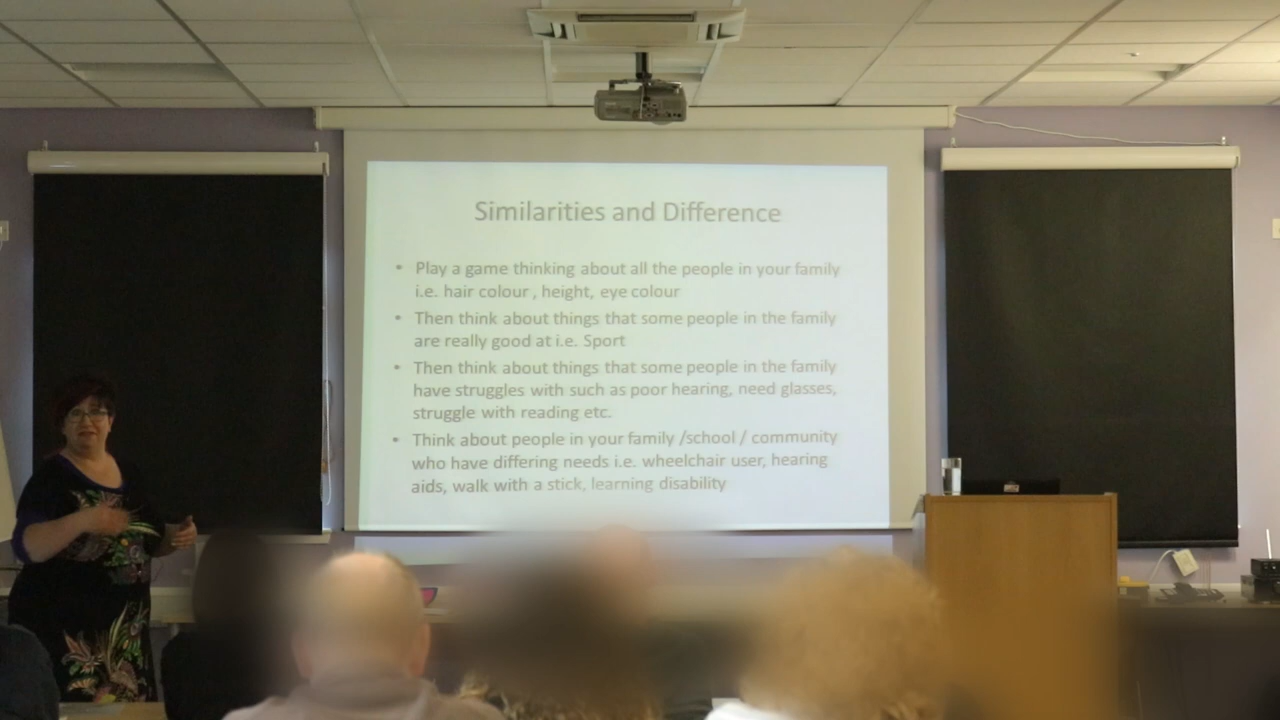 Similarities and Difference
• Play a game thinking about all the people in your family
i.e. hair colour , height, eye colour
• Then think about things that some people in the family
are really good at i.e. Sport
• Then think about things that some people in the family
have struggles with such as poor hearing, need glasses,
struggle with reading etc.
• Think about people in your family /school / community
who have differing needs i.e. wheelchair user, hearing
aids, walk with a stick, learning disability